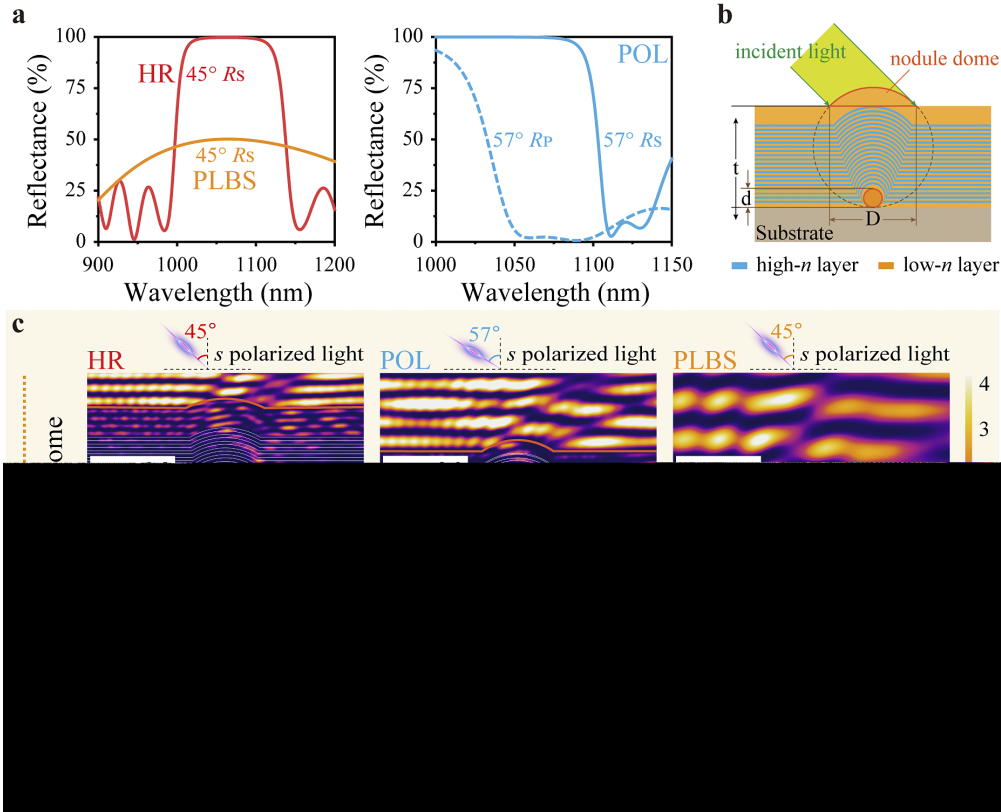 a
Reflectance (%)
100
75
50
25
0
HR
45° Rs
45° Rs
PLBS
900
1000
1100
1200
Wavelength (nm)
Reflectance (%)
100
75
50
25
0
POL
57° RP
57° Rs
1000
1050
1100
1150
Wavelength (nm)
b
incident light
nodule dome
t
d
D
Substrate
high-n layer
low-n layer
c
45°
HR
s polarized light
57°
POL
s polarized light
45°
PLBS
s polarized light
4
3